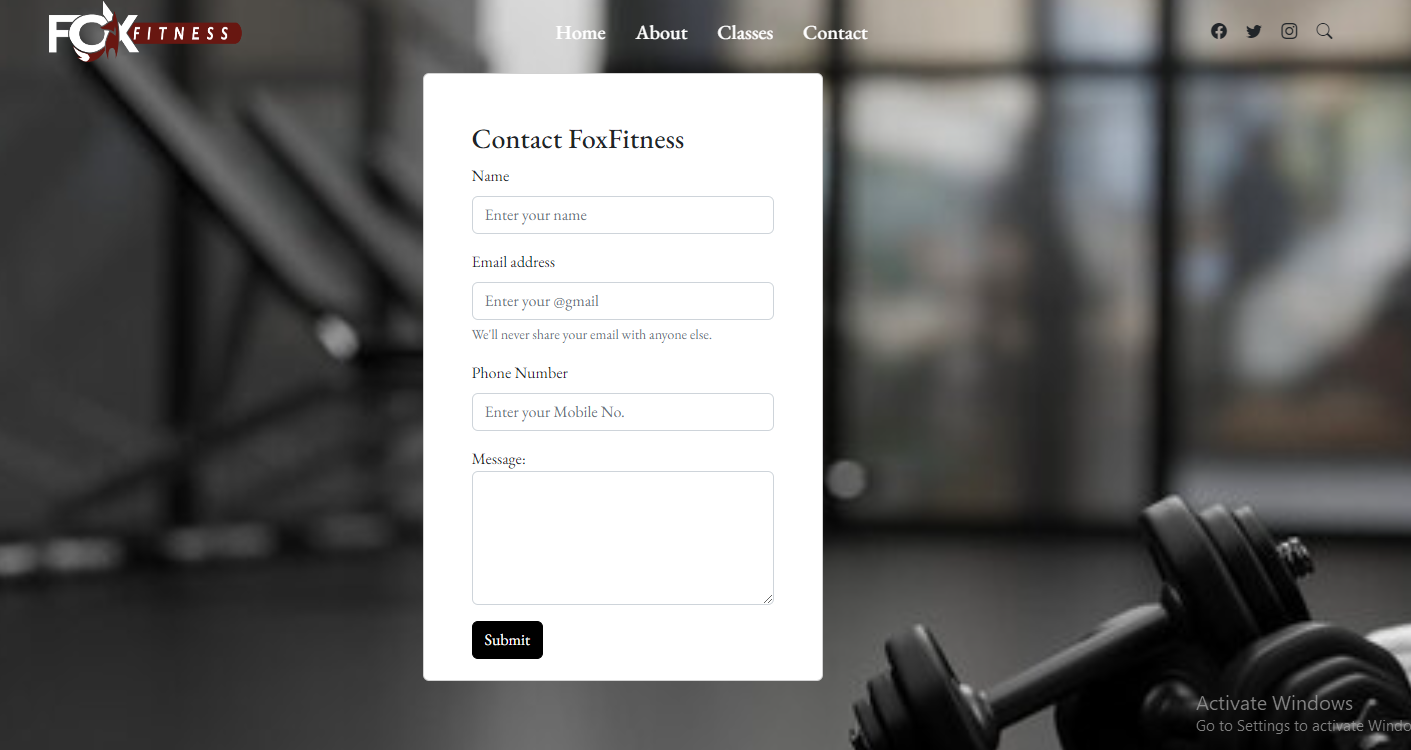 FOX FITNESS
Home About Classes Contact
Contact FoxFitness
Name
Enter your name
Email address
Enter your @gmail
We'll never share your email with anyone else.
Phone Number
Enter your Mobile No.
Message:
Submit
Activate Windows
Go to Settings to activate Windo